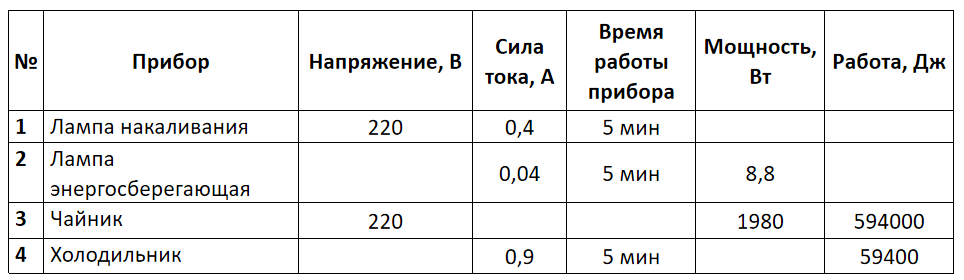 № Прибор Напряжение, В Сила тока, А Время работы прибора Мощность, Вт Работа, Дж
1 Лампа накаливания 220 0,4 5 мин
2 Лампа энергосберегающая 0,04 5 мин 8,8
3 Чайник 220 1980 594000
4 Холодильник 0,9 5 мин 59400